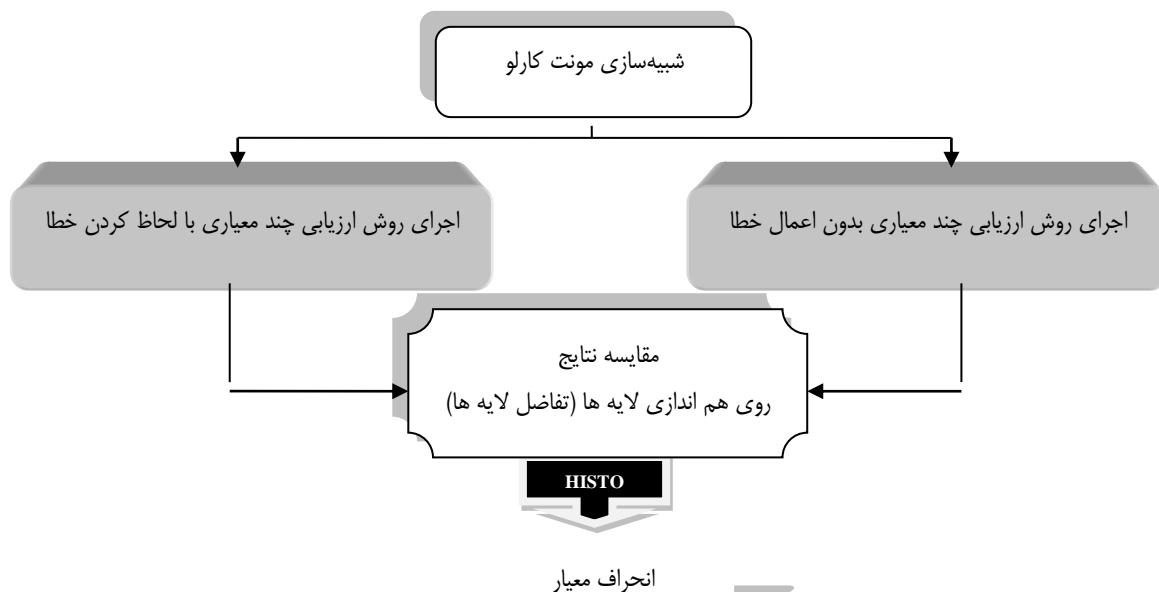 شبیه‌سازی مونت کارلو
اجرای روش ارزیابی چند معیاری بدون اعمال خطا
اجرای روش ارزیابی چند معیاری با لحاظ کردن خطا
مقایسه نتایج
روی هم اندازی لایه ها (تفاضل لایه ها)
HISTO
انحراف معیار